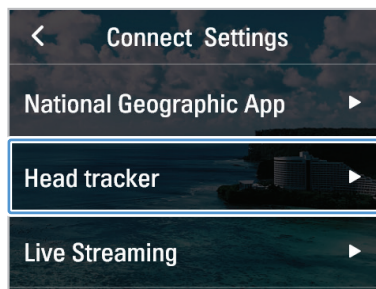 Connect Settings
National Geographic App
Head tracker
Live Streaming